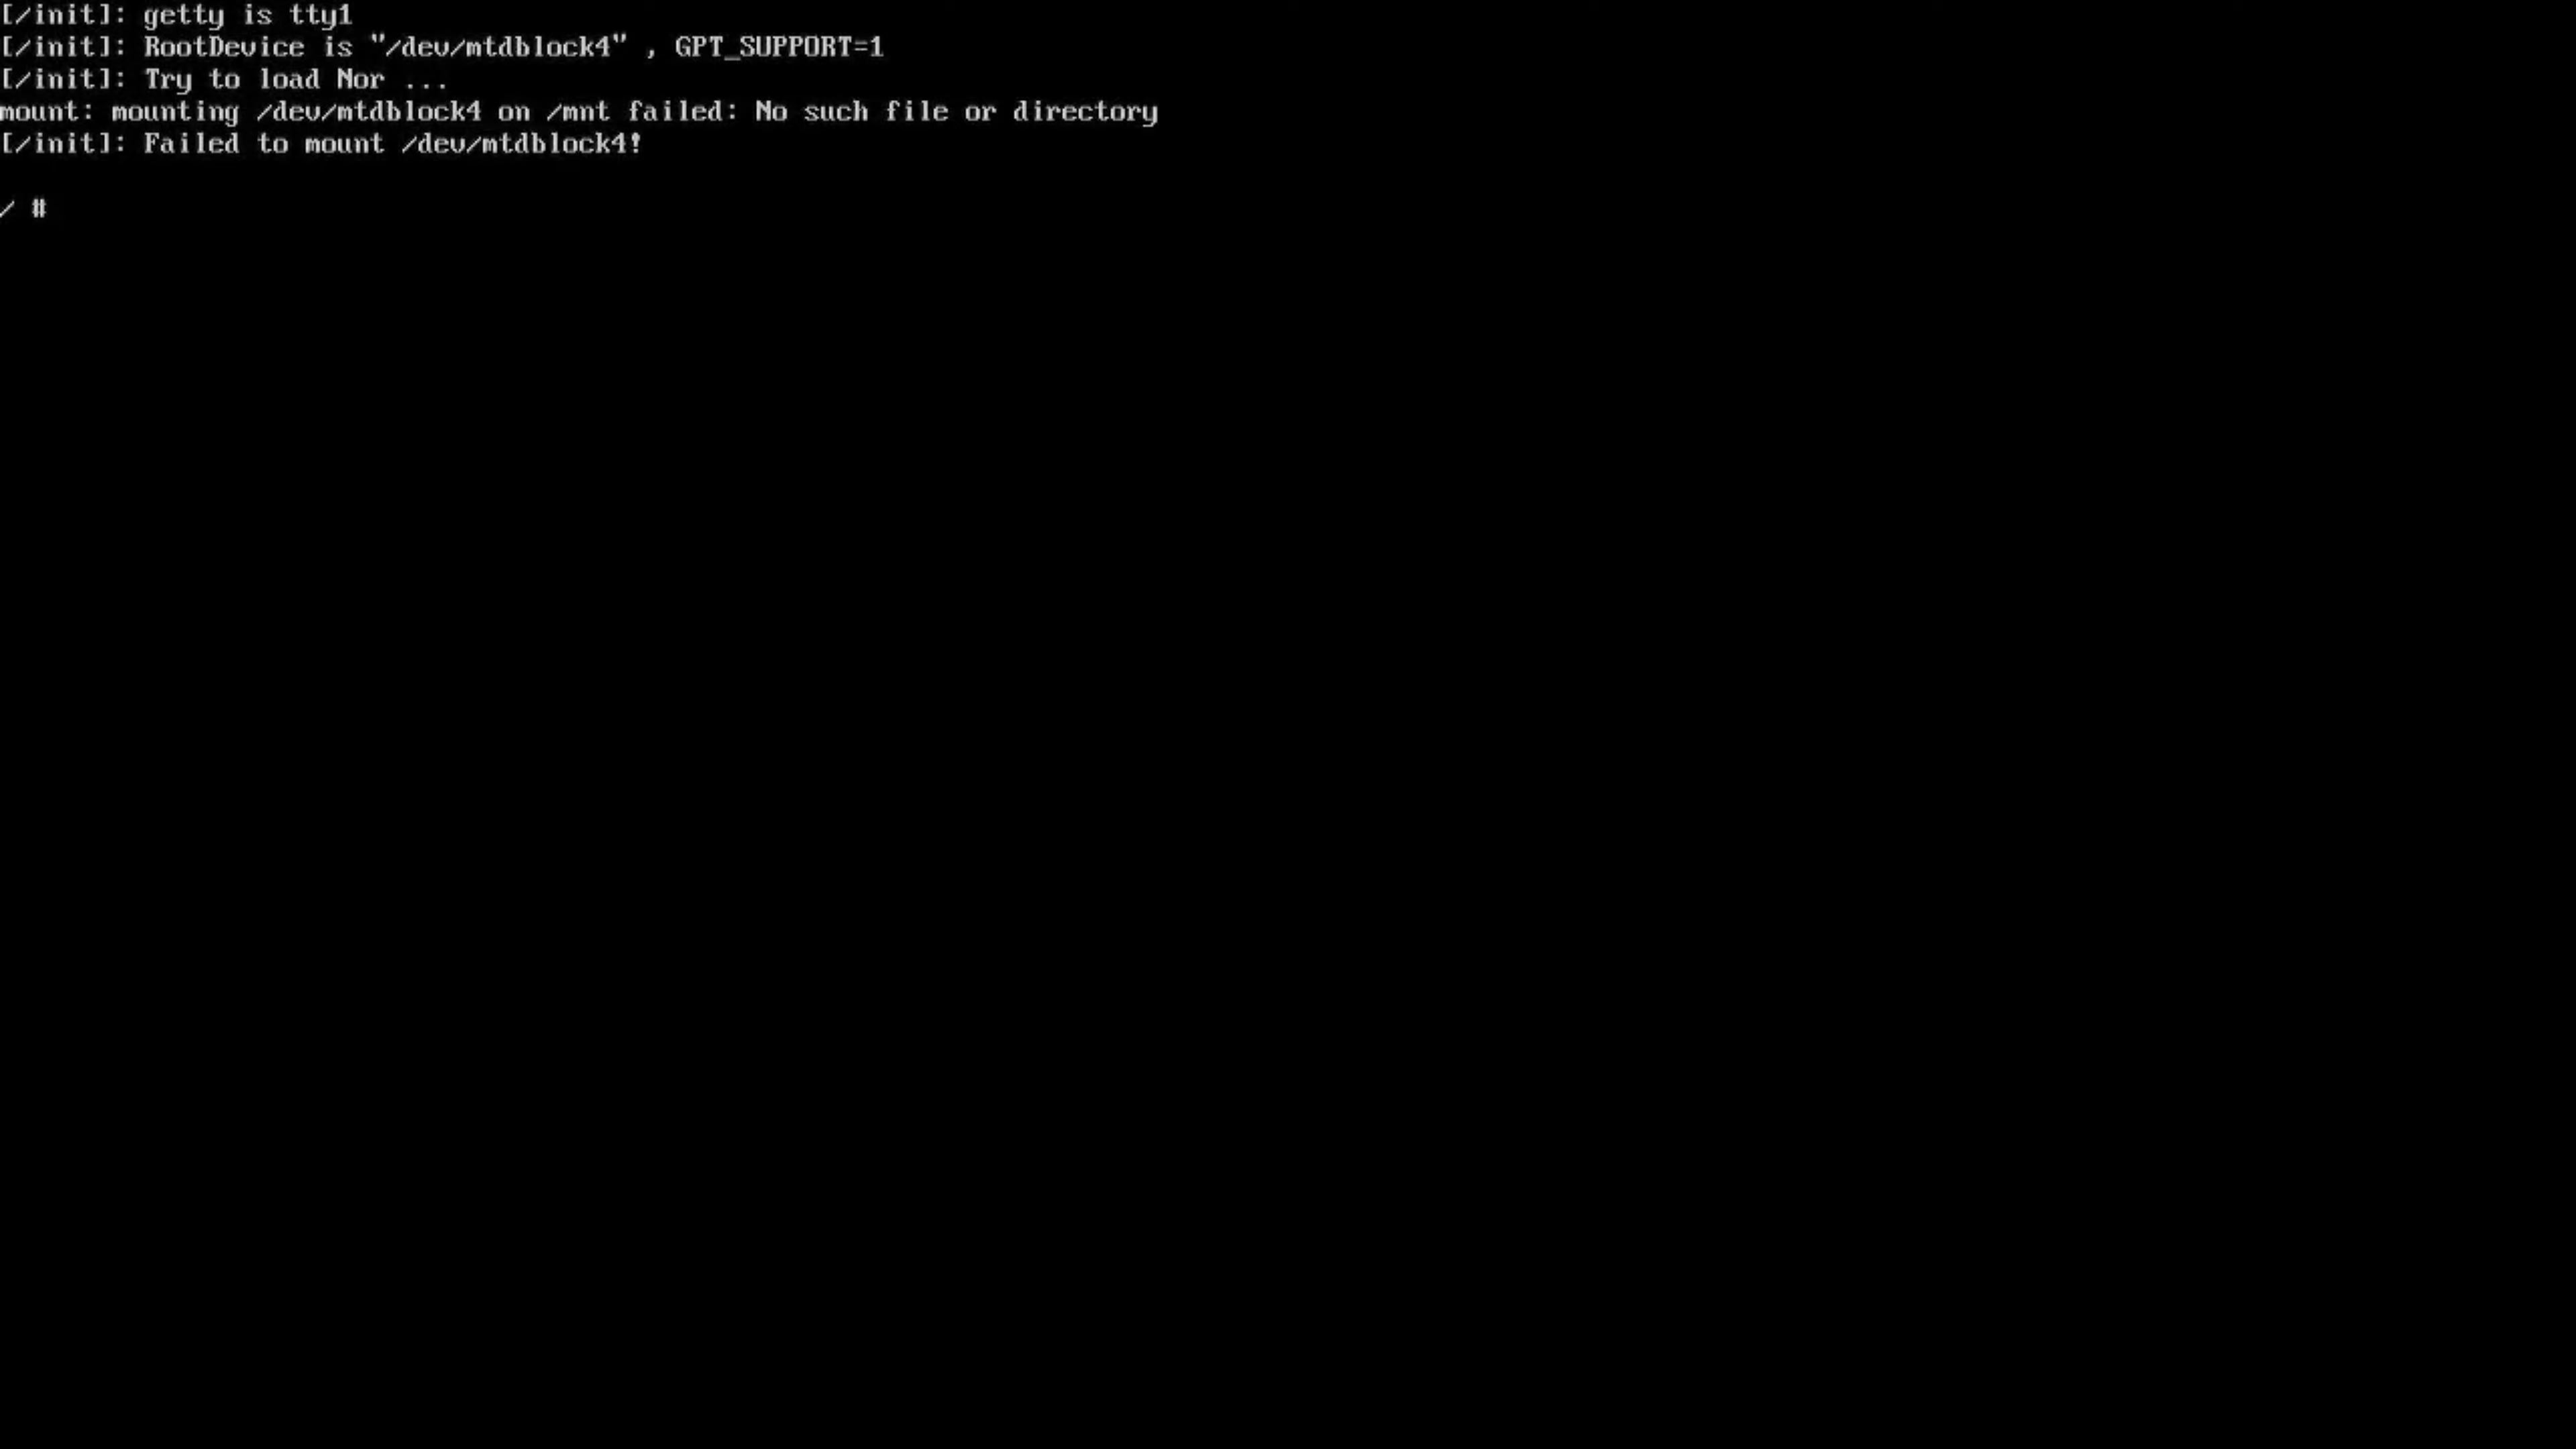 [/init]: getty is tty1
[/init]: RootDevice is "/dev/mtdblock4" , GPT_SUPPORT=1
[/init]: Try to load Nor ...
mount: mounting /dev/mtdblock4 on /mnt failed: No such file or directory
[/init]: Failed to mount /dev/mtdblock4!
/ #